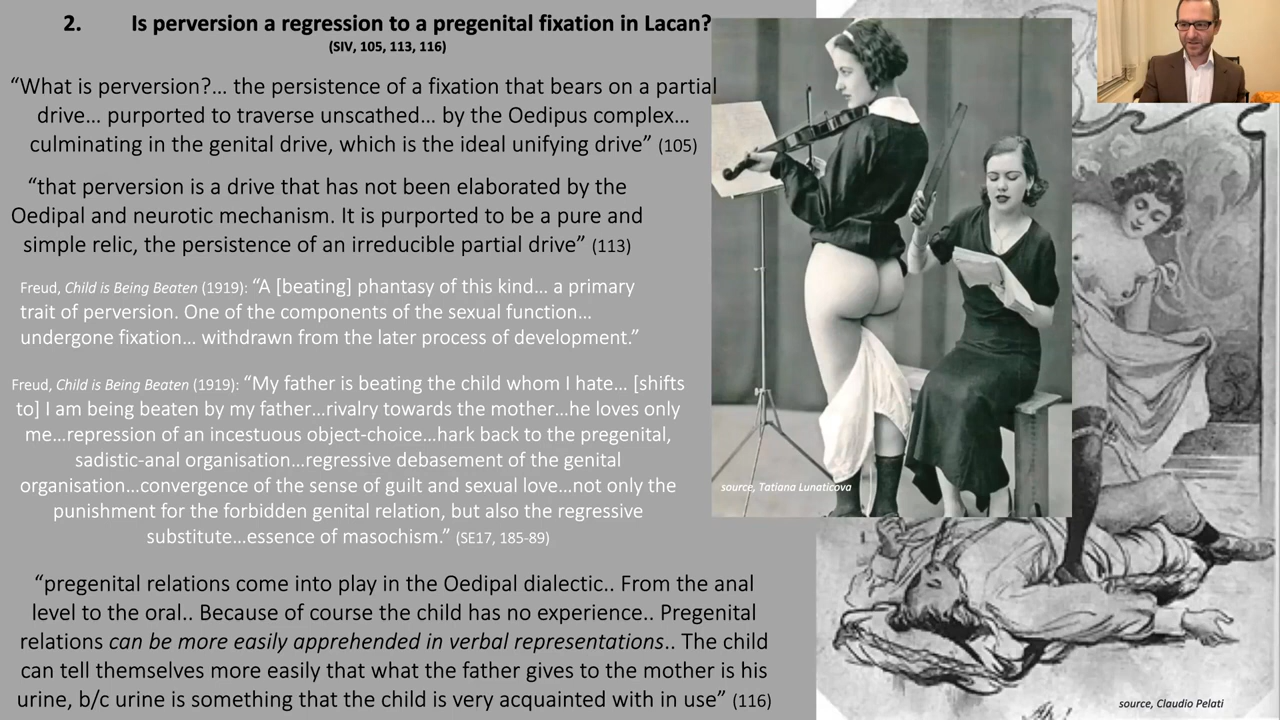 2. Is perversion a regression to a pregenital fixation in Lacan?
(SIV, 105, 113, 116)
“What is perversion?... the persistence of a fixation that bears on a partial
drive... purported to traverse unscathed... by the Oedipus complex...
culminating in the genital drive, which is the ideal unifying drive” (105)
“that perversion is a drive that has not been elaborated by the
Oedipal and neurotic mechanism. It is purported to be a pure and
simple relic, the persistence of an irreducible partial drive” (113)
Freud, Child is Being Beaten (1919): “A [beating] phantasy of this kind... a primary
trait of perversion. One of the components of the sexual function...
undergone fixation... withdrawn from the later process of development.”
Freud, Child is Being Beaten (1919): “My father is beating the child whom I hate... [shifts
to] I am being beaten by my father...rivalry towards the mother...he loves only
me...repression of an incestuous object-choice...hark back to the pregenital,
sadistic-anal organisation...regressive debasement of the genital
organisation...convergence of the sense of guilt and sexual love...not only the
punishment for the forbidden genital relation, but also the regressive
substitute...essence of masochism.” (SE17, 185-89)
“pregenital relations come into play in the Oedipal dialectic.. From the anal
level to the oral.. Because of course the child has no experience.. Pregenital
relations can be more easily apprehended in verbal representations.. The child
can tell themselves more easily that what the father gives to the mother is his
urine, b/c urine is something that the child is very acquainted with in use” (116)
source, Tatiana Lunaticova
source, Claudio Pelati